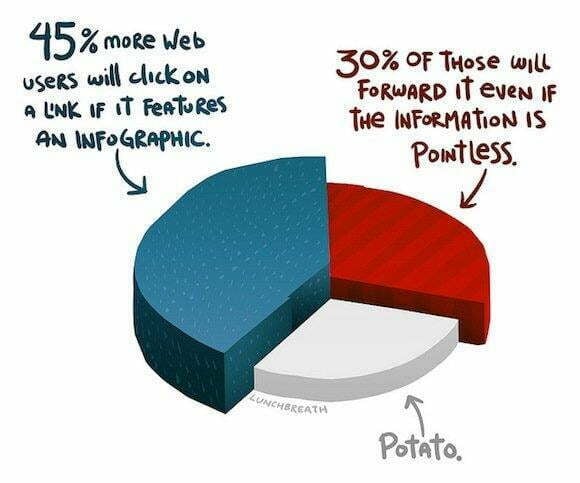 45% more Web
users will click on
a link if it features
an infographic.
30% of those will
forward it even if
the information is
pointless.
LUNCHBREATH
Potato.